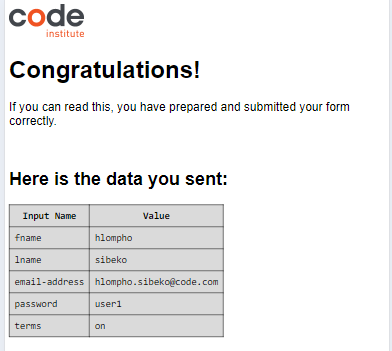 code
institute
Congratulations!
If you can read this, you have prepared and submitted your form
correctly.
Here is the data you sent:
Input Name Value
fname hlompho
lname sibeko
email-address hlompho.sibeko@code.com
password user1
terms on